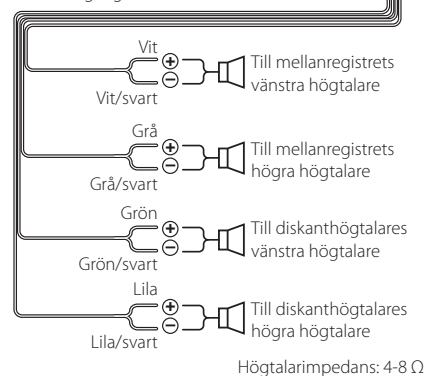 Vit
⊕
⊖
Vit/svart
Till mellanregistrets
vänstra högtalare
Grå
⊕
⊖
Grå/svart
Till mellanregistrets
högra högtalare
Grön
⊕
⊖
Grön/svart
Till diskanthögtalares
vänstra högtalare
Lila
⊕
⊖
Lila/svart
Till diskanthögtalares
högra högtalare
Högtalarimpedans: 4-8 Ω